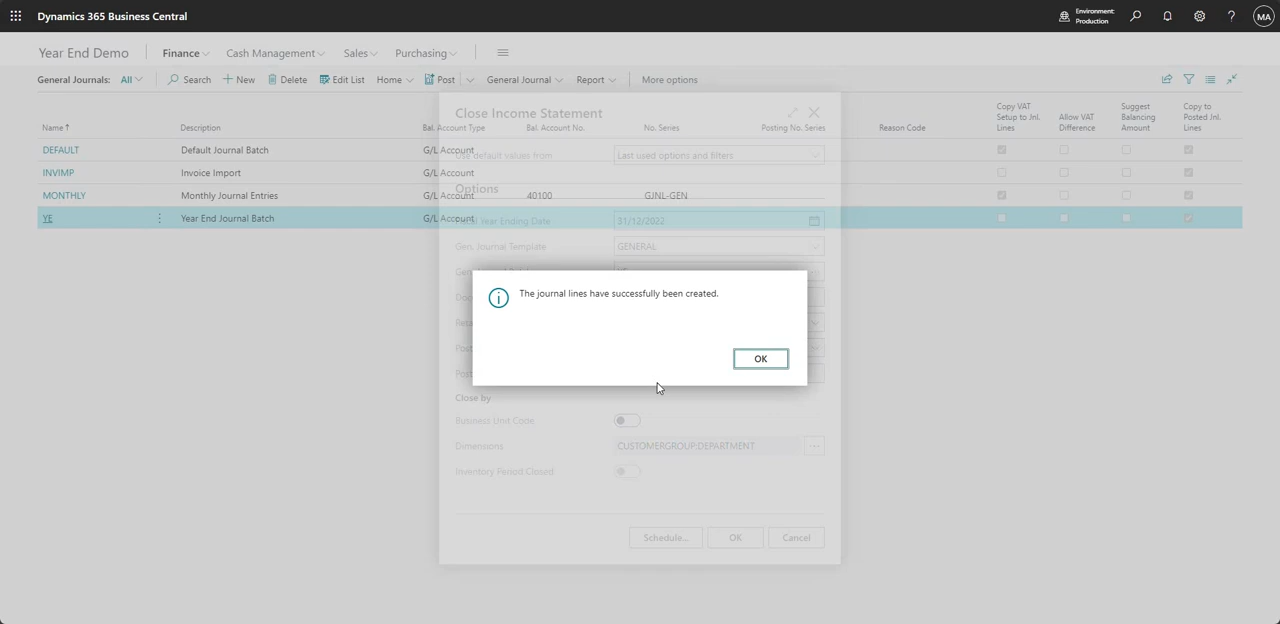 Dynamics 365 Business Central
Environment:
Production
MA
Year End Demo
Finance
Cash Management
Sales
Purchasing
General Journals:
All
Search
New
Delete
Edit List
Home
Post
General Journal
Report
More options
Name ↑
Description
Bal. Account Type
Bal. Account No.
No. Series
Posting No. Series
Reason Code
Copy VAT
Setup to Jnl.
Lines
Allow VAT
Difference
Suggest
Balancing
Amount
Copy to
Posted Jnl.
Lines
DEFAULT
Default Journal Batch
G/L Account
INVIMP
Invoice Import
G/L Account
MONTHLY
Monthly Journal Entries
G/L Account
40100
GJNL-GEN
YE
Year End Journal Batch
G/L Account
Close Income Statement
Use default values from
Last used options and filters
Options
Fiscal Year Ending Date
31/12/2022
Gen. Journal Template
GENERAL
The journal lines have successfully been created.
OK
Close by
Business Unit Code
Dimensions
CUSTOMERGROUP;DEPARTMENT
Inventory Period Closed
Schedule...
OK
Cancel